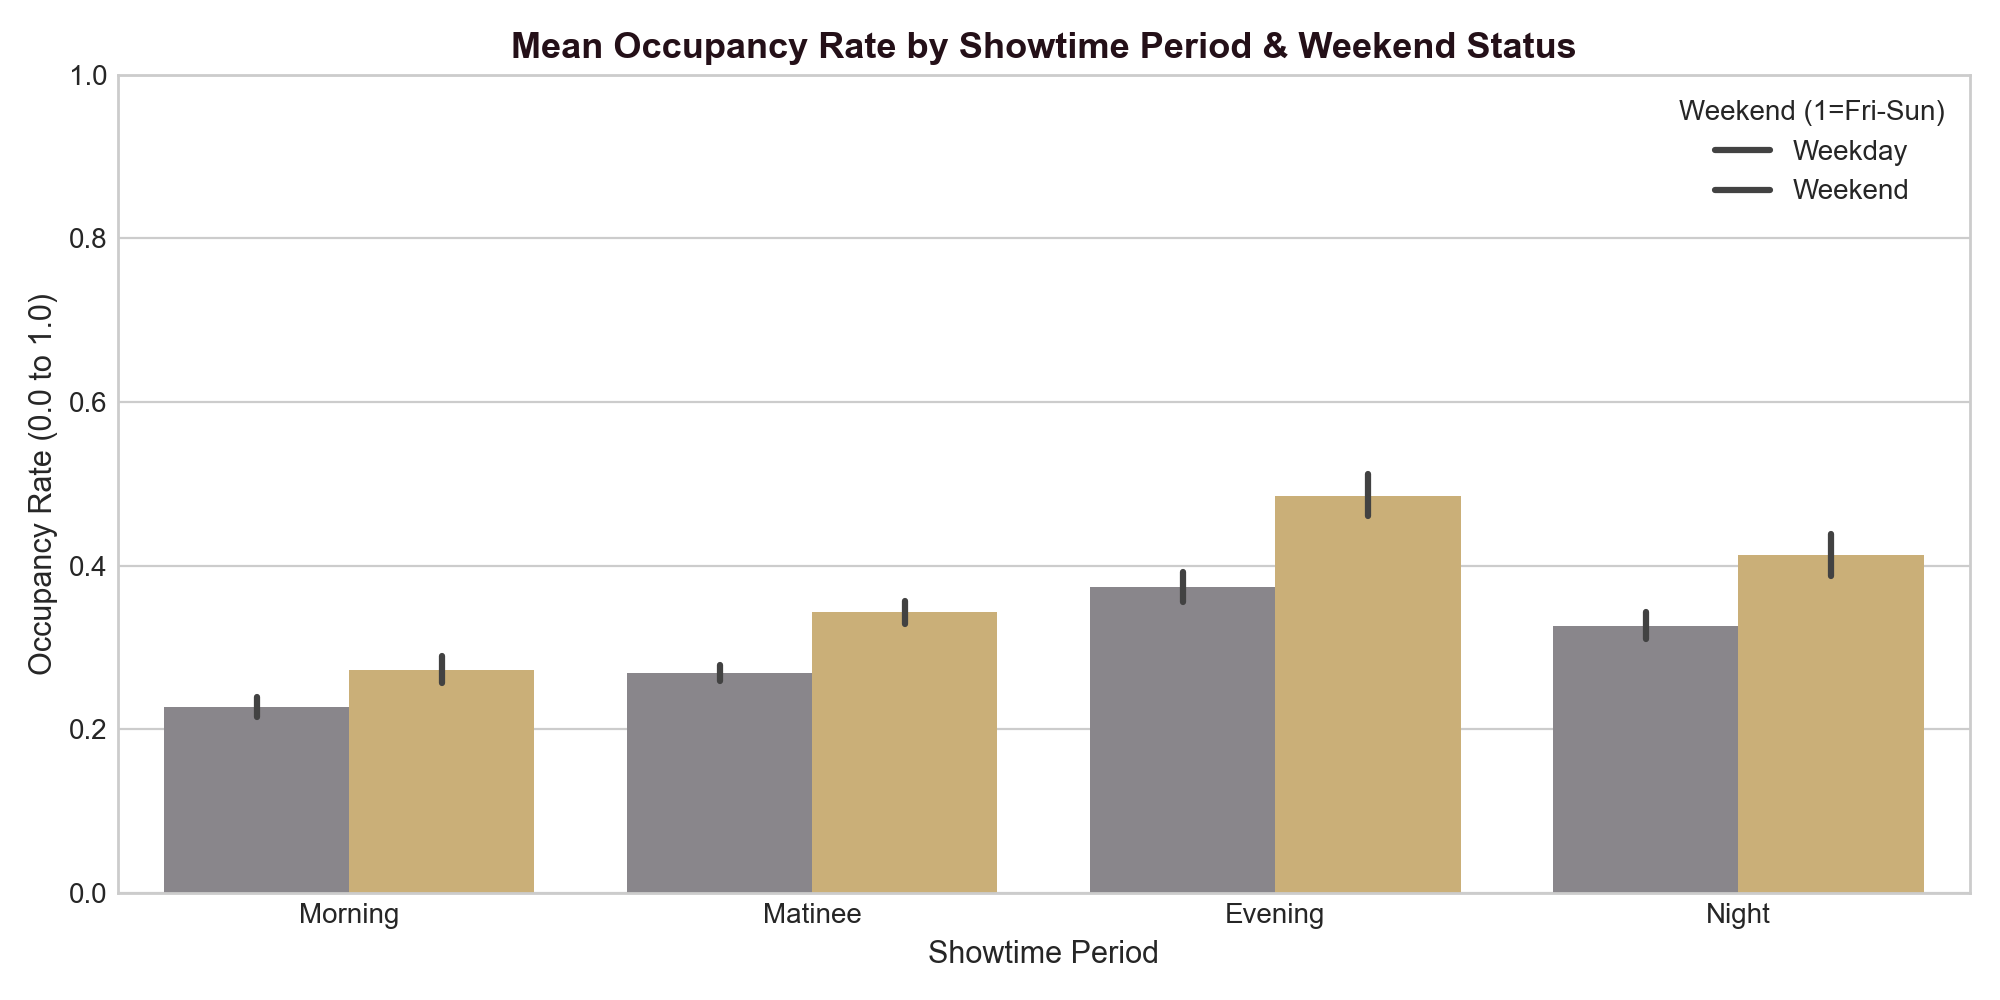 Mean Occupancy Rate by Showtime Period & Weekend Status
Occupancy Rate (0.0 to 1.0)
1.0
0.8
0.6
0.4
0.2
0.0
Weekend (1=Fri-Sun)
Weekday
Weekend
Morning
Matinee
Evening
Night
Showtime Period